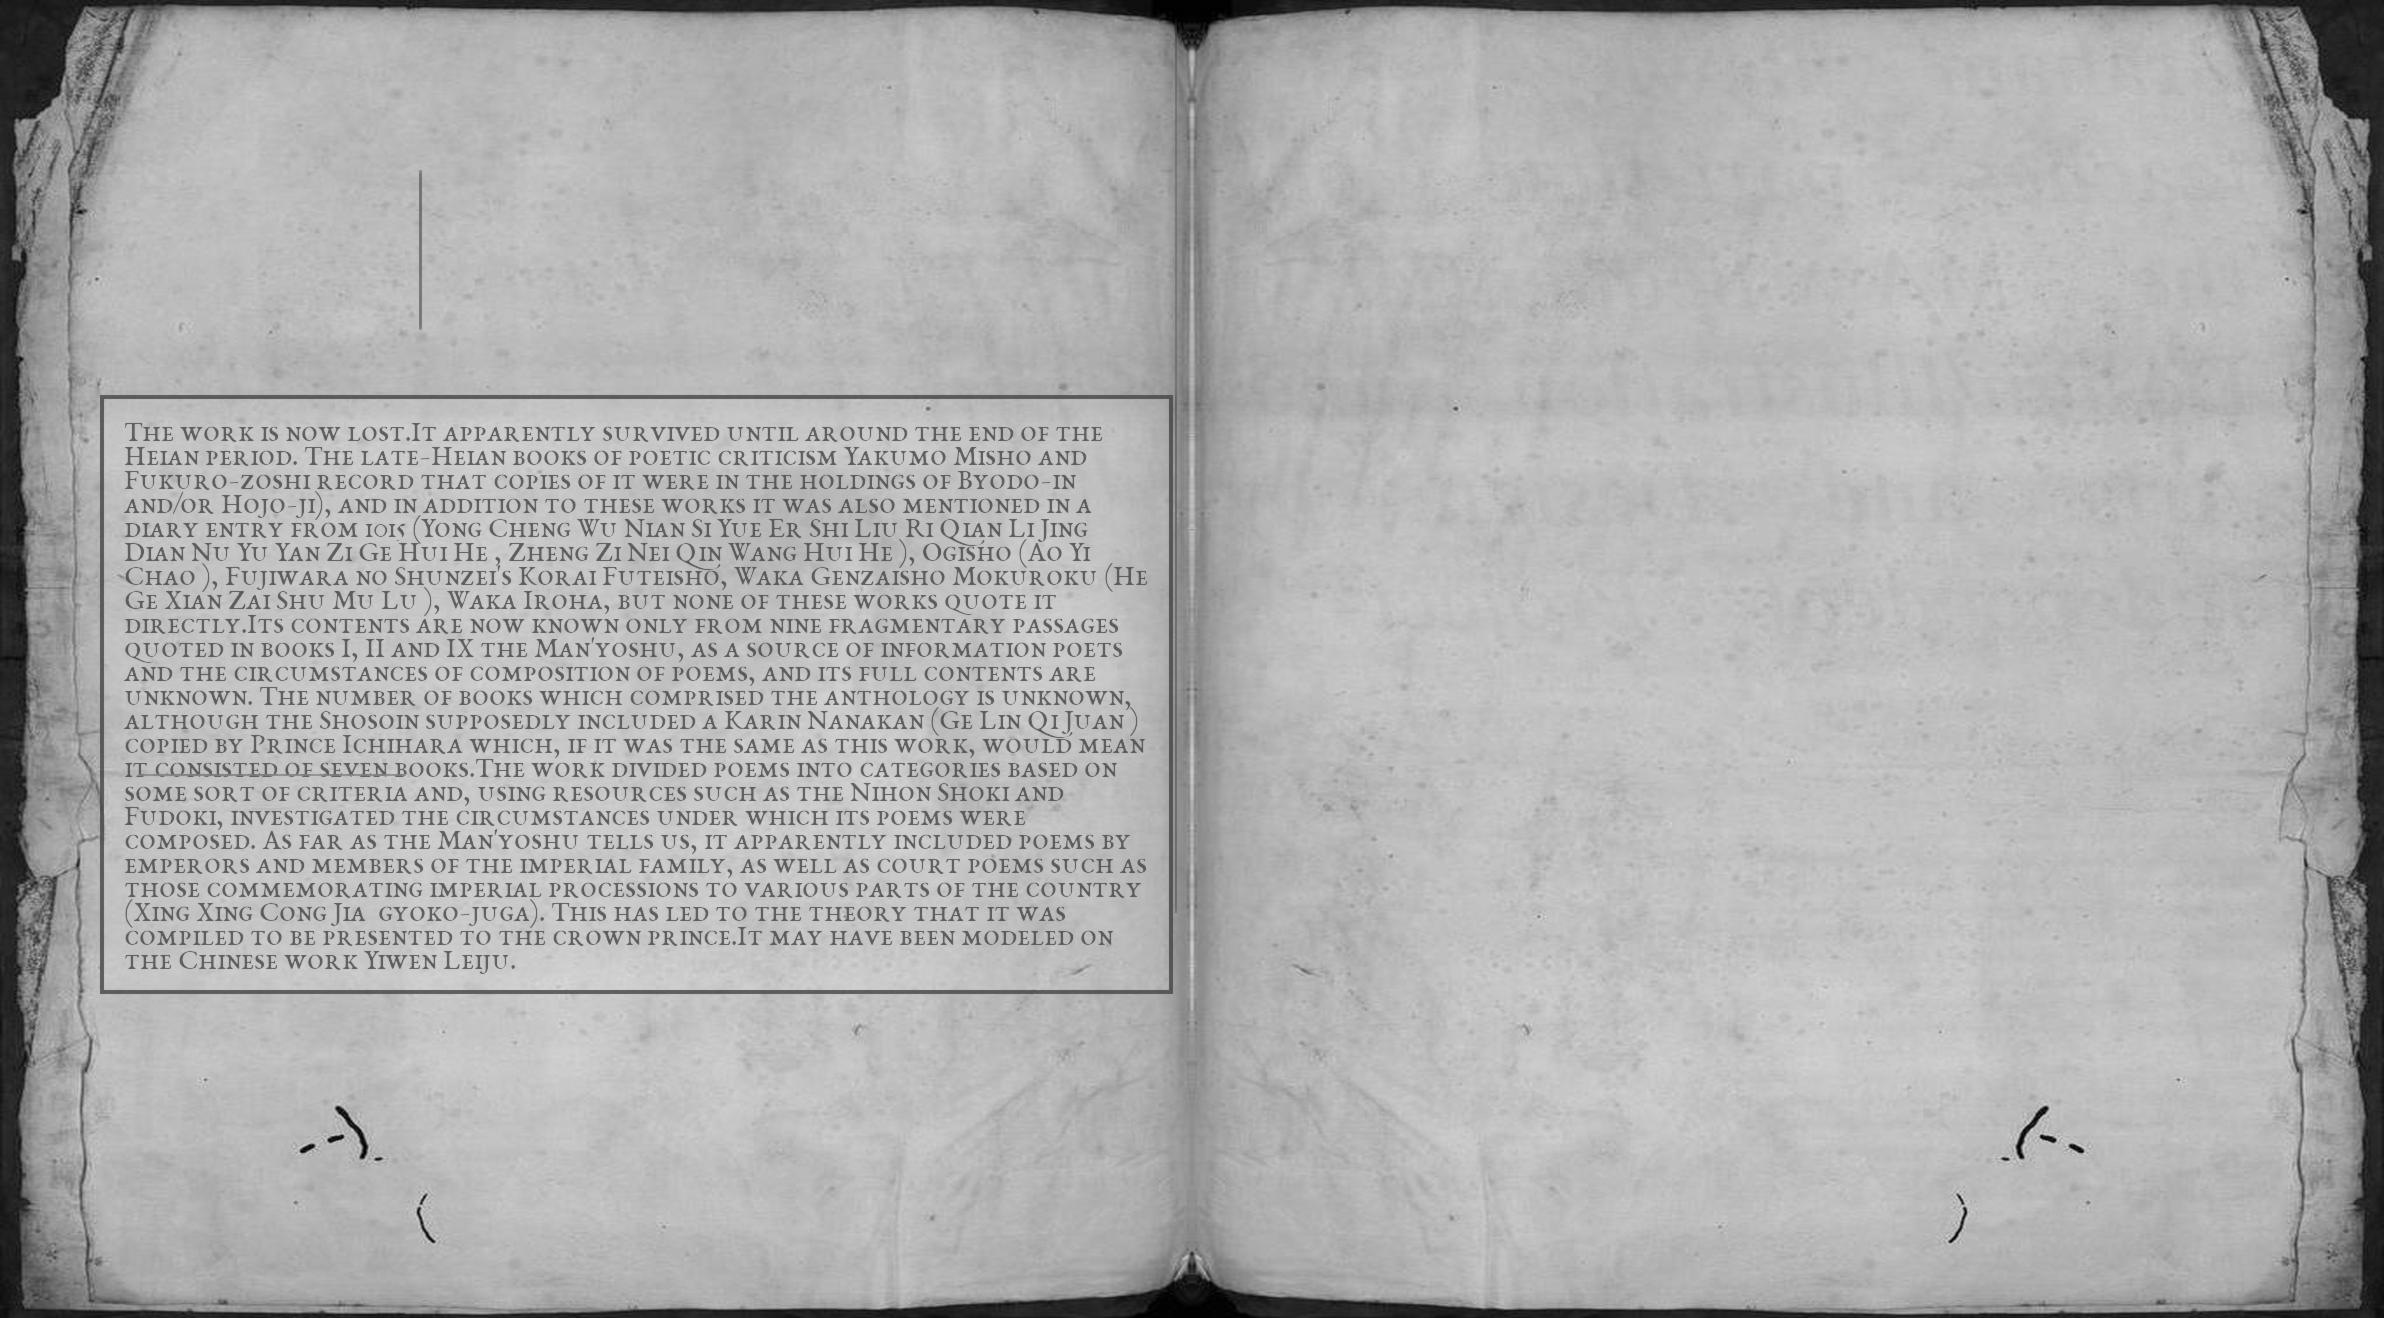 The work is now lost.It apparently survived until around the end of the
Heian period. The late-Heian books of poetic criticism Yakumo Misho and
Fukuro-zoshi record that copies of it were in the holdings of Byodo-in
and/or Hojo-ji), and in addition to these works it was also mentioned in a
diary entry from 1015 (Yong Cheng Wu Nian Si Yue Er Shi Liu Ri Qian Li Jing
Dian Nu Yu Yan Zi Ge Hui He , Zheng Zi Nei Qin Wang Hui He ), Ogisho (Ao Yi
Chao ), Fujiwara no Shunzei's Korai Futeisho, Waka Genzaisho Mokuroku (He
Ge Xian Zai Shu Mu Lu ), Waka Iroha, but none of these works quote it
directly.Its contents are now known only from nine fragmentary passages
quoted in books I, II and IX the Man'yoshu, as a source of information poets
and the circumstances of composition of poems, and its full contents are
unknown. The number of books which comprised the anthology is unknown,
although the Shosoin supposedly included a Karin Nanakan (Ge Lin Qi Juan )
copied by Prince Ichihara which, if it was the same as this work, would mean
it consisted of seven books.The work divided poems into categories based on
some sort of criteria and, using resources such as the Nihon Shoki and
Fudoki, investigated the circumstances under which its poems were
composed. As far as the Man'yoshu tells us, it apparently included poems by
emperors and members of the imperial family, as well as court poems such as
those commemorating imperial processions to various parts of the country
(Xing Xing Cong Jia  gyoko-juga). This has led to the theory that it was
compiled to be presented to the crown prince.It may have been modeled on
the Chinese work Yiwen Leiju.